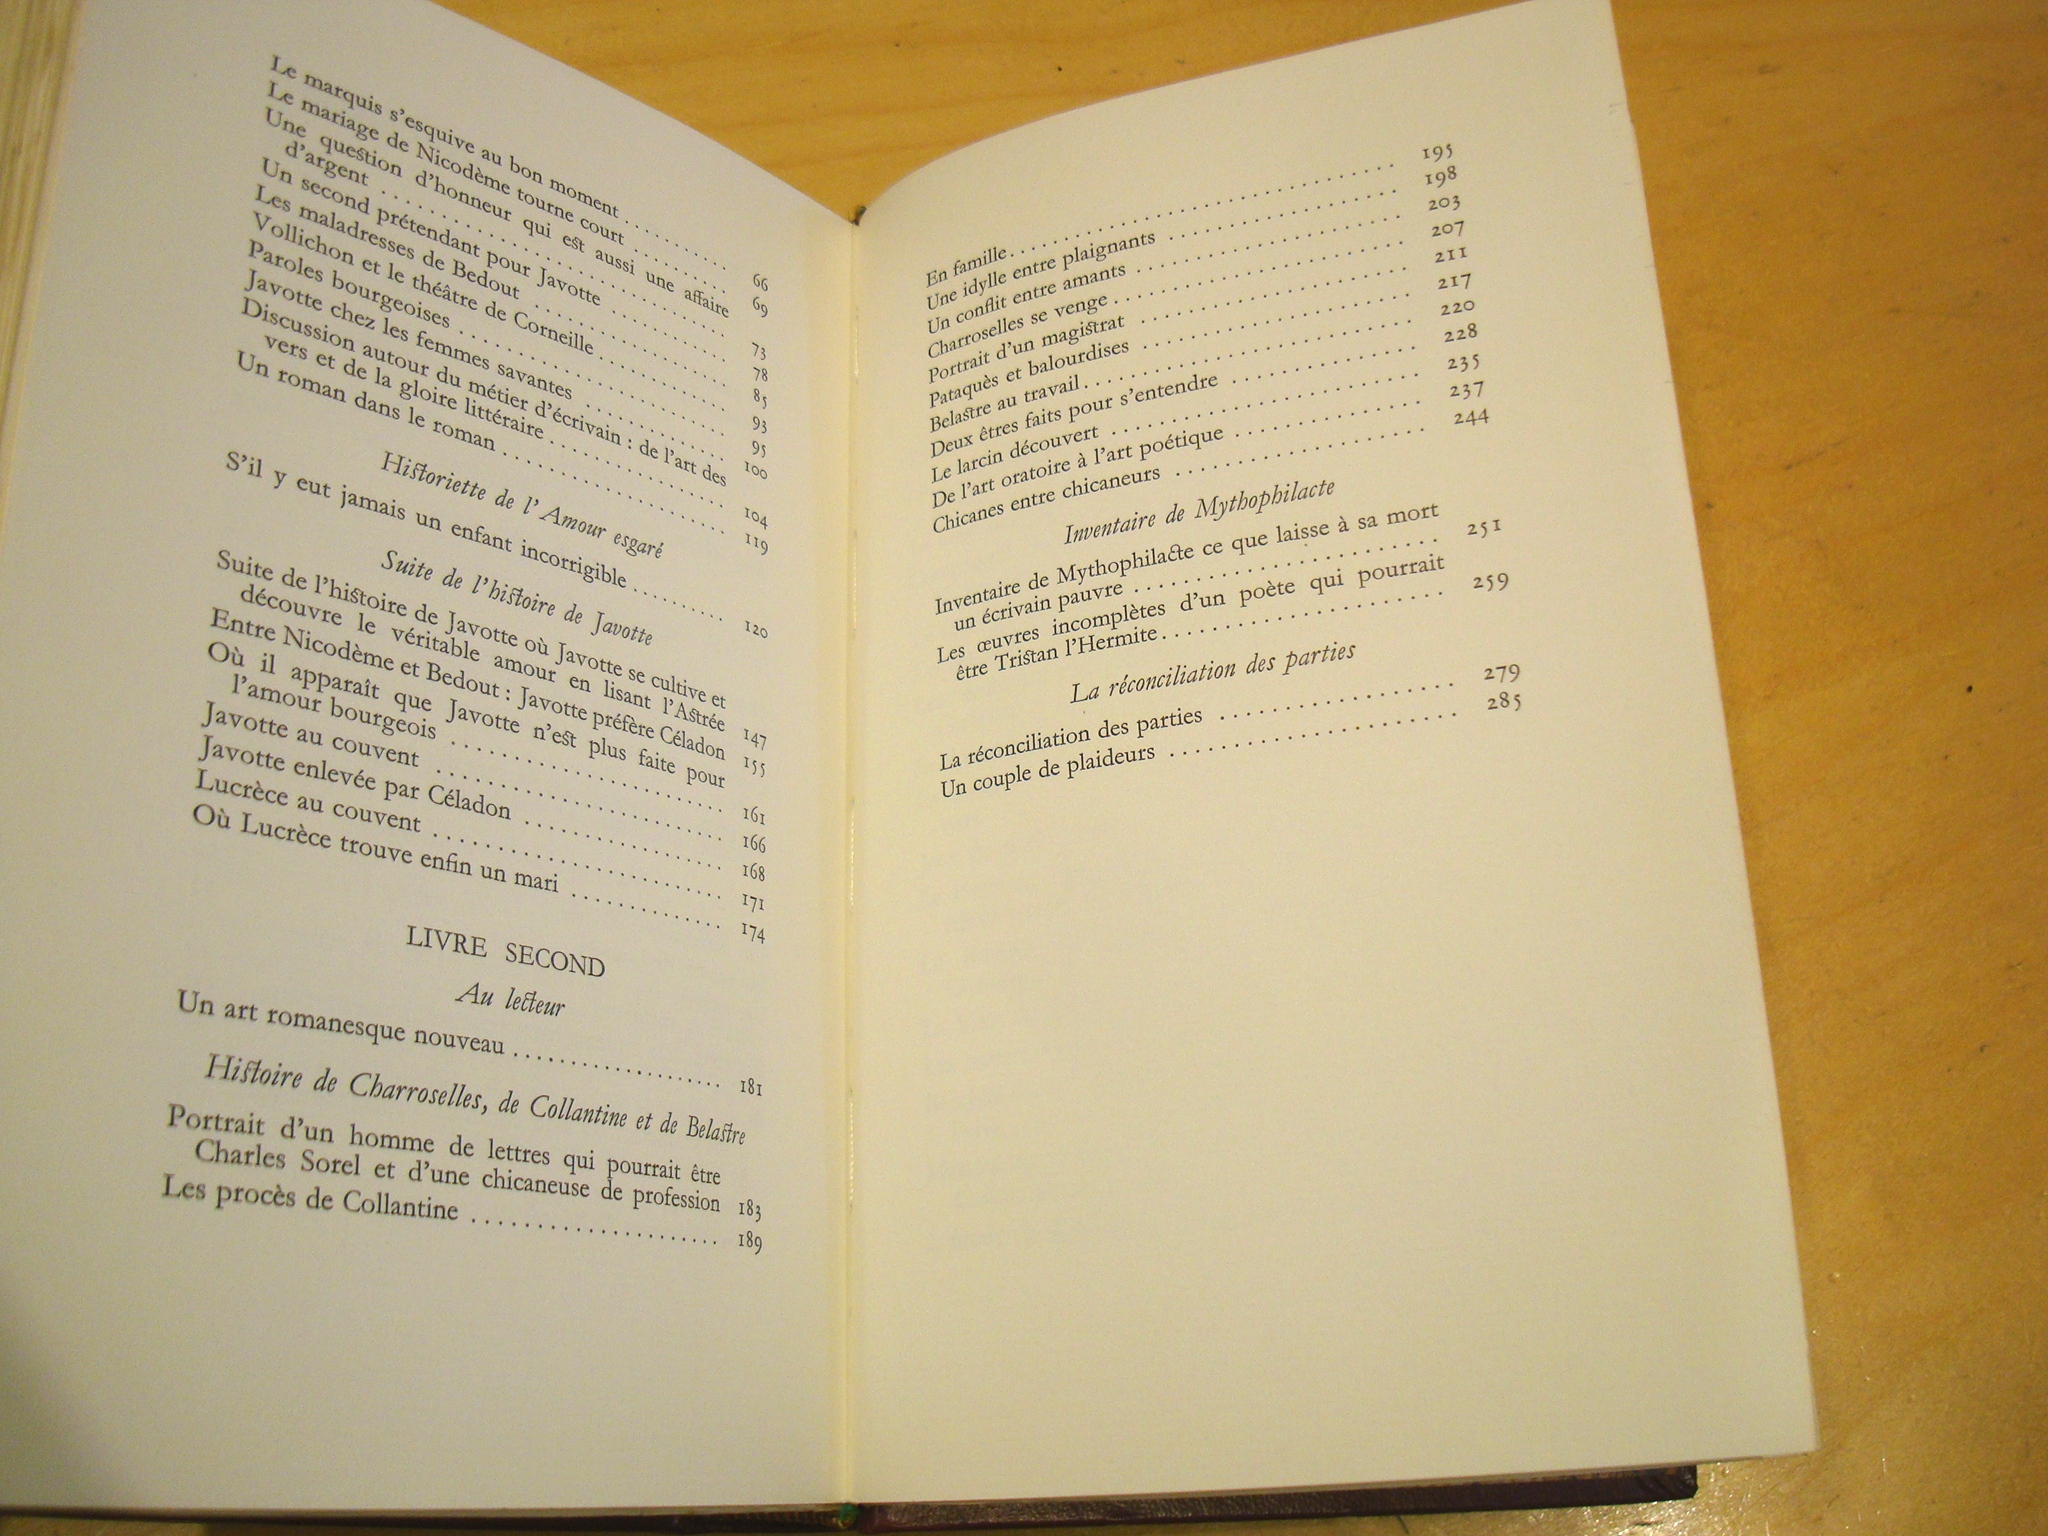 Le marquis s'esquive au bon moment . . . . . . . . . 66
Le mariage de Nicodème tourne court . . . . . . . . 69
Une question d'honneur qui est aussi une affaire
d'argent . . . . . . . . . . . . . . . . . . . . . . . 73
Un second prétendant pour Javotte . . . . . . . . . 78
Les maladresses de Bedout . . . . . . . . . . . . . . 85
Vollichon et le théâtre de Corneille . . . . . . . . . . 93
Paroles bourgeoises . . . . . . . . . . . . . . . . . . 95
Javotte chez les femmes savantes . . . . . . . . . . . 100
Discussion autour du métier d'écrivain : de l'art des
vers et de la gloire littéraire . . . . . . . . . . . . . 104
Un roman dans le roman . . . . . . . . . . . . . . . 119
Historiette de l'Amour esgaré
S'il y eut jamais un enfant incorrigible . . . . . . . . . 120
Suite de l'histoire de Javotte
Suite de l'histoire de Javotte où Javotte se cultive et
découvre le véritable amour en lisant l'Astrée 147
Entre Nicodème et Bedout : Javotte préfère Céladon 155
Où il apparaît que Javotte n'est plus faite pour
l'amour bourgeois . . . . . . . . . . . . . . . . . . 161
Javotte au couvent . . . . . . . . . . . . . . . . . . . 166
Javotte enlevée par Céladon . . . . . . . . . . . . . . 168
Lucrèce au couvent . . . . . . . . . . . . . . . . . . . 171
Où Lucrèce trouve enfin un mari . . . . . . . . . . . . 174
LIVRE SECOND
Au lecteur
Un art romanesque nouveau . . . . . . . . . . . . . . . 181
Histoire de Charroselles, de Collantine et de Belastre
Portrait d'un homme de lettres qui pourrait être
Charles Sorel et d'une chicaneuse de profession 183
Les procès de Collantine . . . . . . . . . . . . . . . . . 189
En famille . . . . . . . . . . . . . . . . . . . . . . . . . 195
Une idylle entre plaignants . . . . . . . . . . . . . . . 198
Un conflit entre amants . . . . . . . . . . . . . . . . . 203
Charroselles se venge . . . . . . . . . . . . . . . . . . 207
Portrait d'un magistrat . . . . . . . . . . . . . . . . . 211
Pataquès et balourdises . . . . . . . . . . . . . . . . . 217
Belastre au travail . . . . . . . . . . . . . . . . . . . . 220
Deux êtres faits pour s'entendre . . . . . . . . . . . . 228
Le larcin découvert . . . . . . . . . . . . . . . . . . . 235
De l'art oratoire à l'art poétique . . . . . . . . . . . . 237
Chicanes entre chicaneurs . . . . . . . . . . . . . . . 244
Inventaire de Mythophilacte
Inventaire de Mythophilacte ce que laisse à sa mort
un écrivain pauvre . . . . . . . . . . . . . . . . . . . 251
Les œuvres incomplètes d'un poète qui pourrait
être Tristan l'Hermite . . . . . . . . . . . . . . . . . 259
La réconciliation des parties
La réconciliation des parties . . . . . . . . . . . . . . 279
Un couple de plaideurs . . . . . . . . . . . . . . . . . 285